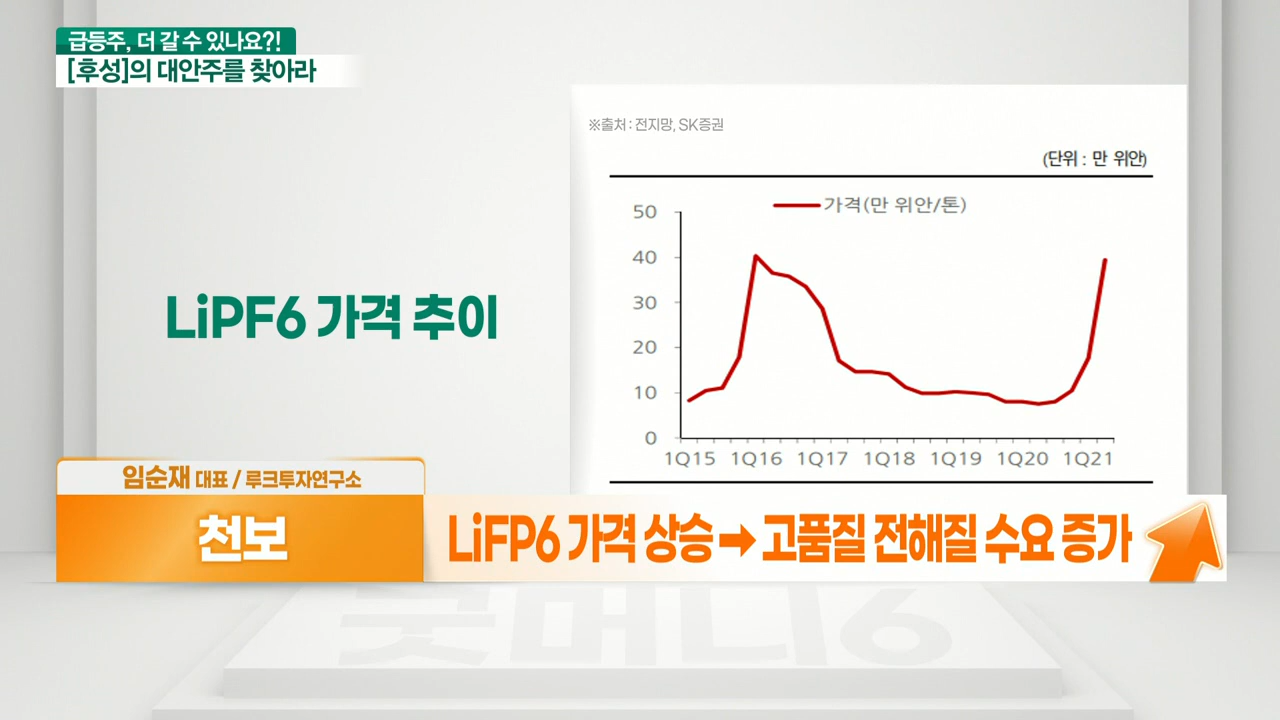 급등주, 더 갈 수 있나요?!
[후성]의 대안주를 찾아라
※출처 : 전지망, SK증권
(단위 : 만 위안)
가격(만 위안/톤)
50
40
30
20
10
0
1Q15 1Q16 1Q17 1Q18 1Q19 1Q20 1Q21
LiPF6 가격 추이
임순재 대표 / 루크투자연구소
천보
LiFP6 가격 상승➡고품질 전해질 수요 증가
굿머니6